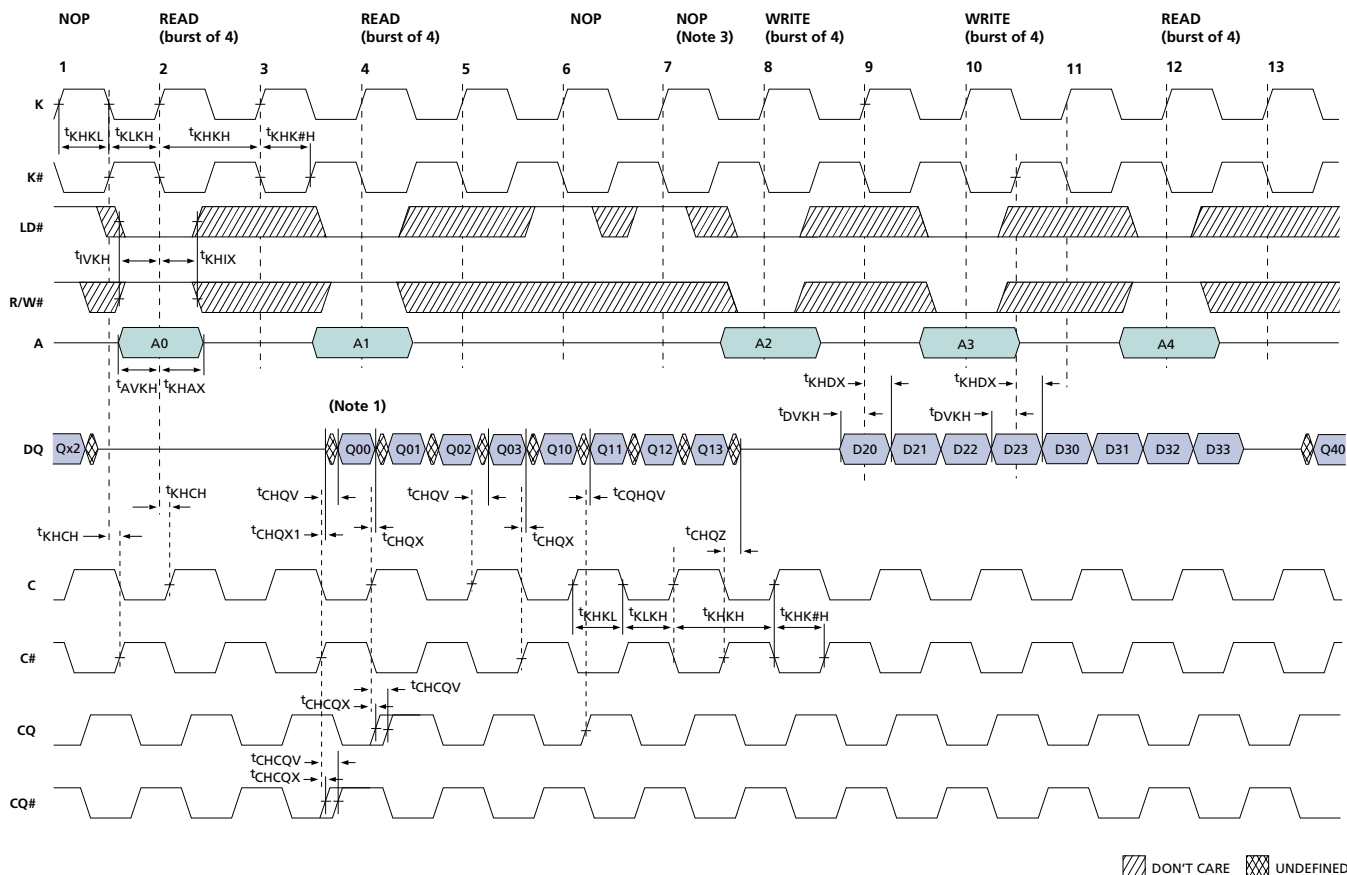 NOP READ READ NOP NOP WRITE WRITE READ
(burst of 4) (burst of 4) (Note 3) (burst of 4) (burst of 4) (burst of 4)
1 2 3 4 5 6 7 8 9 10 11 12 13
K
tKHKL tKLKH tKHKH tKHK#H
K#
LD#
tIVKH tKHIX
R/W#
A A0 A1 A2 A3 A4
tAVKH tKHAX tKHDX tKHDX
(Note 1) tDVKH tDVKH
DQ Qx2 Q00 Q01 Q02 Q03 Q10 Q11 Q12 Q13 D20 D21 D22 D23 D30 D31 D32 D33 Q40
tKHCH tCHQV tCHQV tCQHQV
tKHCH tCHQX1 tCHQX tCHQX tCHQZ
C
tKHKL tKLKH tKHKH tKHK#H
C#
tCHCQV
tCHCQX
CQ
tCHCQV
tCHCQX
CQ#
DON'T CARE UNDEFINED